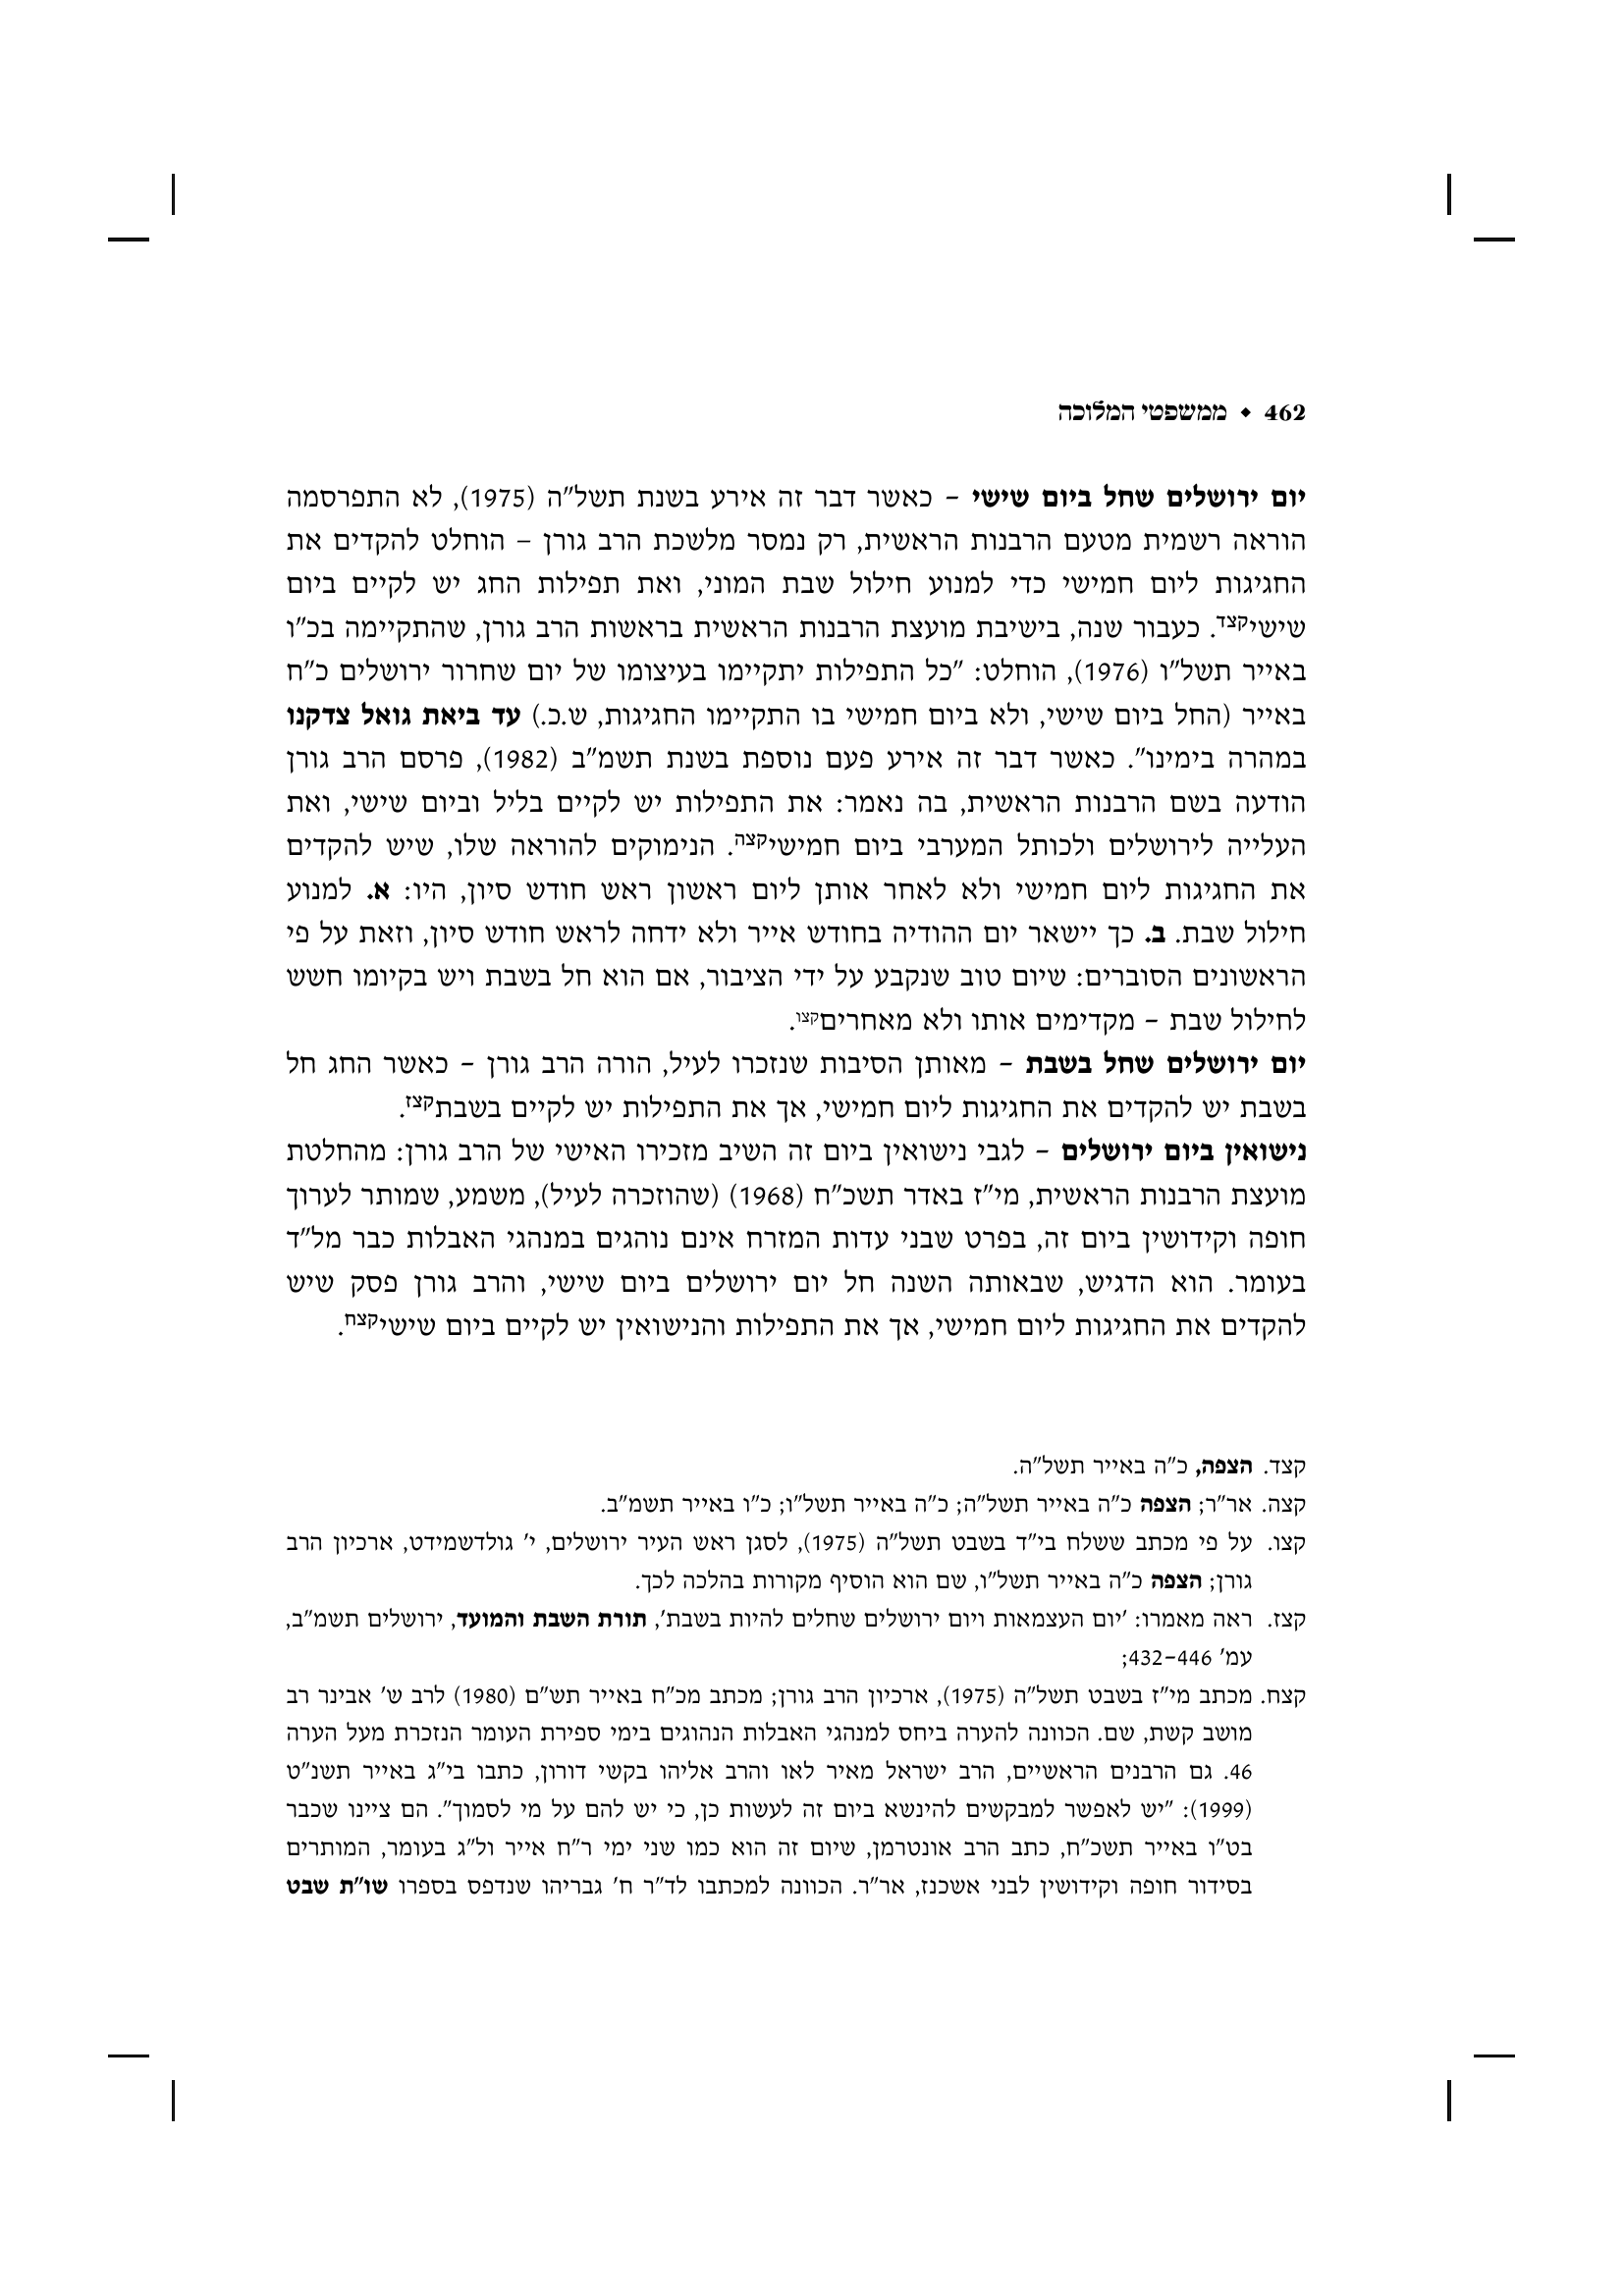 462 ◆ ממשפטי המלוכה
יום ירושלים שחל ביום שישי – כאשר דבר זה אירע בשנת תשל"ה (1975), לא התפרסמה
הוראה רשמית מטעם הרבנות הראשית, רק נמסר מלשכת הרב גורן – הוחלט להקדים את
החגיגות ליום חמישי כדי למנוע חילול שבת המוני, ואת תפילות החג יש לקיים ביום
שישיקצד. כעבור שנה, בישיבת מועצת הרבנות הראשית בראשות הרב גורן, שהתקיימה בכ"ו
באייר תשל"ו (1976), הוחלט: "כל התפילות יתקיימו בעיצומו של יום שחרור ירושלים כ"ח
באייר (החל ביום שישי, ולא ביום חמישי בו התקיימו החגיגות, ש.כ.) עד ביאת גואל צדקנו
במהרה בימינו". כאשר דבר זה אירע פעם נוספת בשנת תשמ"ב (1982), פרסם הרב גורן
הודעה בשם הרבנות הראשית, בה נאמר: את התפילות יש לקיים בליל וביום שישי, ואת
העלייה לירושלים ולכותל המערבי ביום חמישיקצה. הנימוקים להוראה שלו, שיש להקדים
את החגיגות ליום חמישי ולא לאחר אותן ליום ראשון ראש חודש סיון, היו: א. למנוע
חילול שבת. ב. כך יישאר יום ההודיה בחודש אייר ולא ידחה לראש חודש סיון, וזאת על פי
הראשונים הסוברים: שיום טוב שנקבע על ידי הציבור, אם הוא חל בשבת ויש בקיומו חשש
לחילול שבת – מקדימים אותו ולא מאחריםקצו.
יום ירושלים שחל בשבת – מאותן הסיבות שנזכרו לעיל, הורה הרב גורן – כאשר החג חל
בשבת יש להקדים את החגיגות ליום חמישי, אך את התפילות יש לקיים בשבתקצז.
נישואין ביום ירושלים – לגבי נישואין ביום זה השיב מזכירו האישי של הרב גורן: מהחלטת
מועצת הרבנות הראשית, מי"ז באדר תשכ"ח (1968) (שהוזכרה לעיל), משמע, שמותר לערוך
חופה וקידושין ביום זה, בפרט שבני עדות המזרח אינם נוהגים במנהגי האבלות כבר מל"ד
בעומר. הוא הדגיש, שבאותה השנה חל יום ירושלים ביום שישי, והרב גורן פסק שיש
להקדים את החגיגות ליום חמישי, אך את התפילות והנישואין יש לקיים ביום שישיקצח.
קצד. הצפה, כ"ה באייר תשל"ה.
קצה. אר"ר; הצפה כ"ה באייר תשל"ה; כ"ה באייר תשל"ו; כ"ו באייר תשמ"ב.
קצו. על פי מכתב ששלח בי"ד בשבט תשל"ה (1975), לסגן ראש העיר ירושלים, י' גולדשמידט, ארכיון הרב
גורן; הצפה כ"ה באייר תשל"ו, שם הוא הוסיף מקורות בהלכה לכך.
קצז. ראה מאמרו: 'יום העצמאות ויום ירושלים שחלים להיות בשבת', תורת השבת והמועד, ירושלים תשמ"ב,
עמ' 432–446;
קצח. מכתב מי"ז בשבט תשל"ה (1975), ארכיון הרב גורן; מכתב מכ"ח באייר תש"ם (1980) לרב ש' אבינר רב
מושב קשת, שם. הכוונה להערה ביחס למנהגי האבלות הנהוגים בימי ספירת העומר הנזכרת מעל הערה
46. גם הרבנים הראשיים, הרב ישראל מאיר לאו והרב אליהו בקשי דורון, כתבו בי"ג באייר תשנ"ט
(1999): "יש לאפשר למבקשים להינשא ביום זה לעשות כן, כי יש להם על מי לסמוך". הם ציינו שכבר
בט"ו באייר תשכ"ח, כתב הרב אונטרמן, שיום זה הוא כמו שני ימי ר"ח אייר ול"ג בעומר, המותרים
בסידור חופה וקידושין לבני אשכנז, אר"ר. הכוונה למכתבו לד"ר ח' גבריהו שנדפס בספרו שו"ת שבט